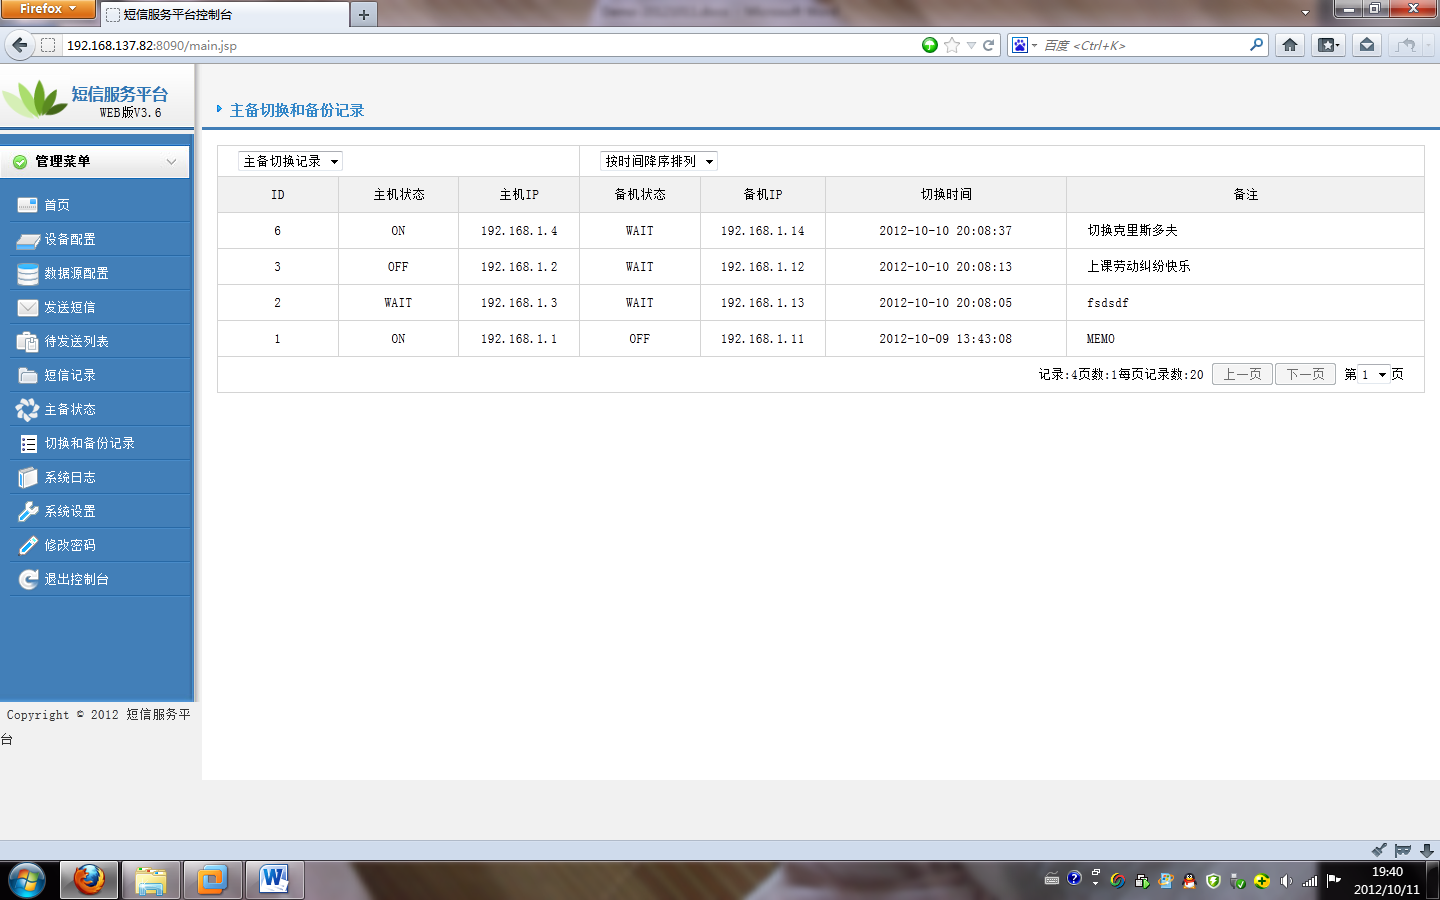 Firefox
短信服务平台控制台
192.168.137.82:8090/main.jsp
百度 <Ctrl+K>
短信服务平台
WEB版V3.6
主备切换和备份记录
管理菜单
首页
设备配置
数据源配置
发送短信
待发送列表
短信记录
主备状态
切换和备份记录
系统日志
系统设置
修改密码
退出控制台
Copyright © 2012 短信服务平
台
主备切换记录 按时间降序排列
ID 主机状态 主机IP 备机状态 备机IP 切换时间 备注
6 ON 192.168.1.4 WAIT 192.168.1.14 2012-10-10 20:08:37 切换克里斯多夫
3 OFF 192.168.1.2 WAIT 192.168.1.12 2012-10-10 20:08:13 上课劳动纠纷快乐
2 WAIT 192.168.1.3 WAIT 192.168.1.13 2012-10-10 20:08:05 fsdsdf
1 ON 192.168.1.1 OFF 192.168.1.11 2012-10-09 13:43:08 MEMO
记录:4页数:1每页记录数:20 上一页 下一页 第 1 页
19:40
2012/10/11